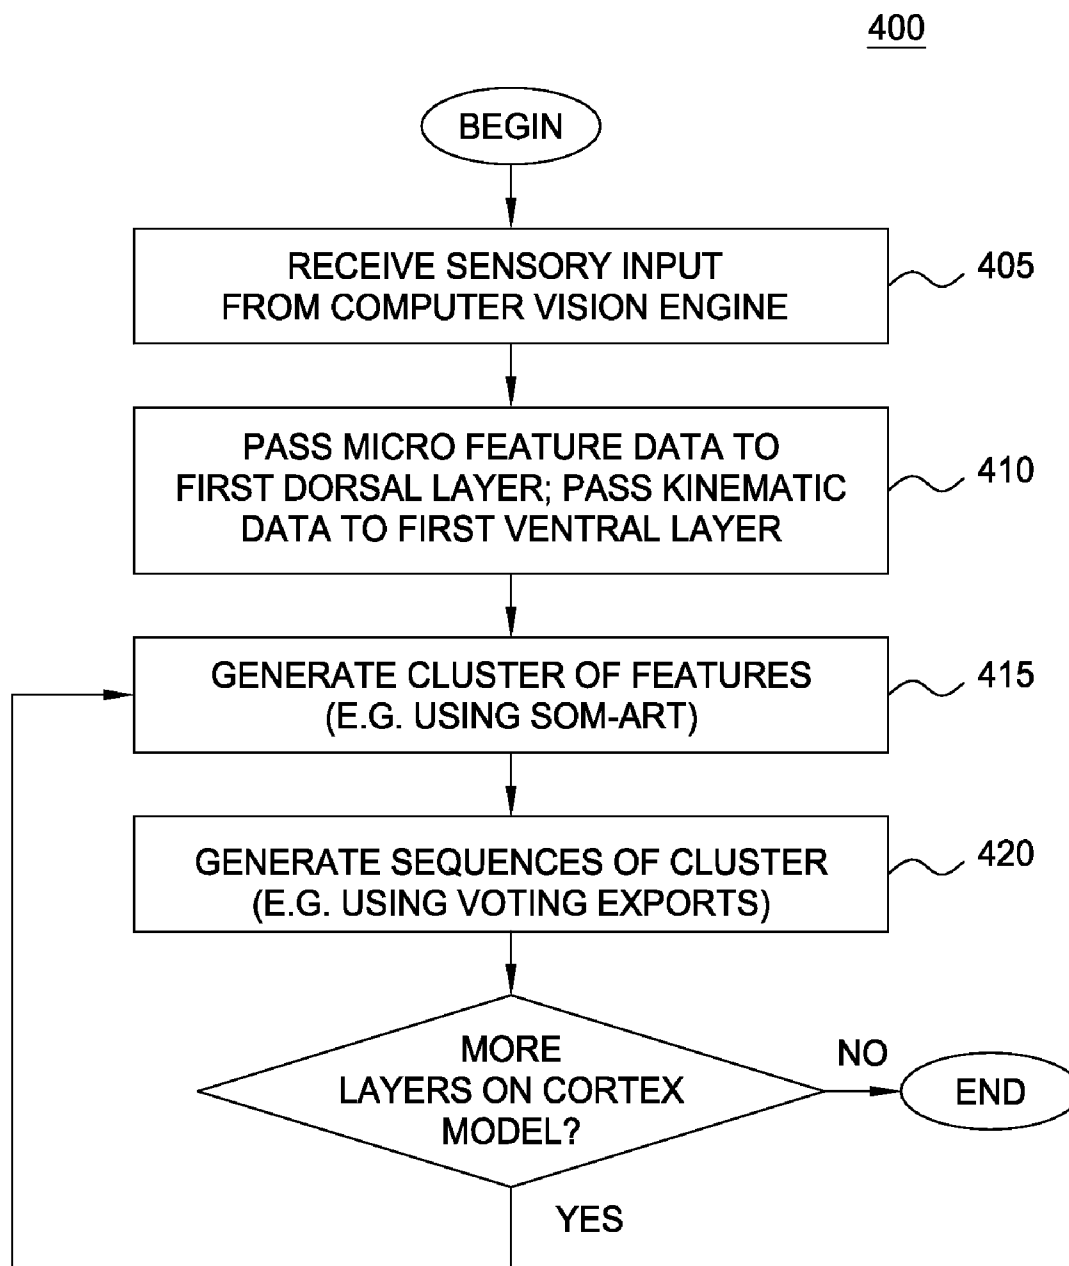 400
BEGIN
RECEIVE SENSORY INPUT
FROM COMPUTER VISION ENGINE
405
PASS MICRO FEATURE DATA TO
FIRST DORSAL LAYER; PASS KINEMATIC
DATA TO FIRST VENTRAL LAYER
410
GENERATE CLUSTER OF FEATURES
(E.G. USING SOM-ART)
415
GENERATE SEQUENCES OF CLUSTER
(E.G. USING VOTING EXPORTS)
420
MORE
LAYERS ON CORTEX
MODEL?
NO
END
YES